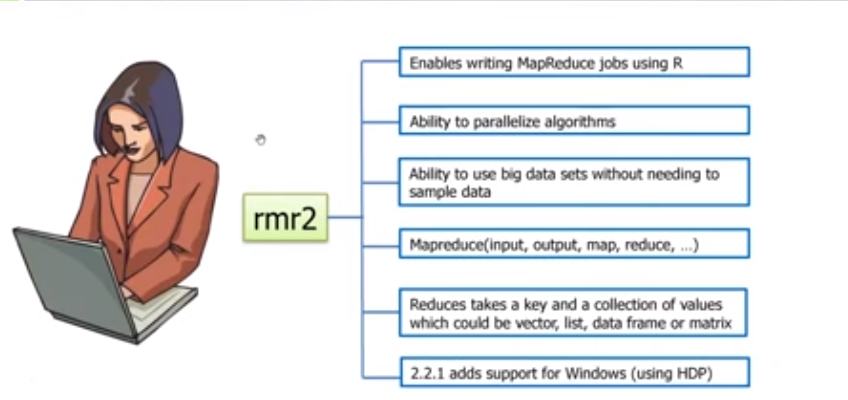 rmr2
Enables writing MapReduce jobs using R
Ability to parallelize algorithms
Ability to use big data sets without needing to
sample data
Mapreduce(input, output, map, reduce, ...)
Reduces takes a key and a collection of values
which could be vector, list, data frame or matrix
2.2.1 adds support for Windows (using HDP)